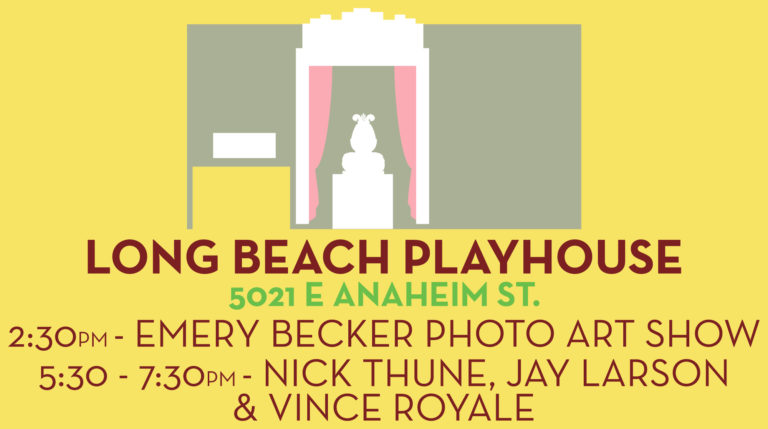 LONG BEACH PLAYHOUSE
5021 E ANAHEIM ST.
2:30PM - EMERY BECKER PHOTO ART SHOW
5:30 - 7:30PM - NICK THUNE, JAY LARSON
& VINCE ROYALE